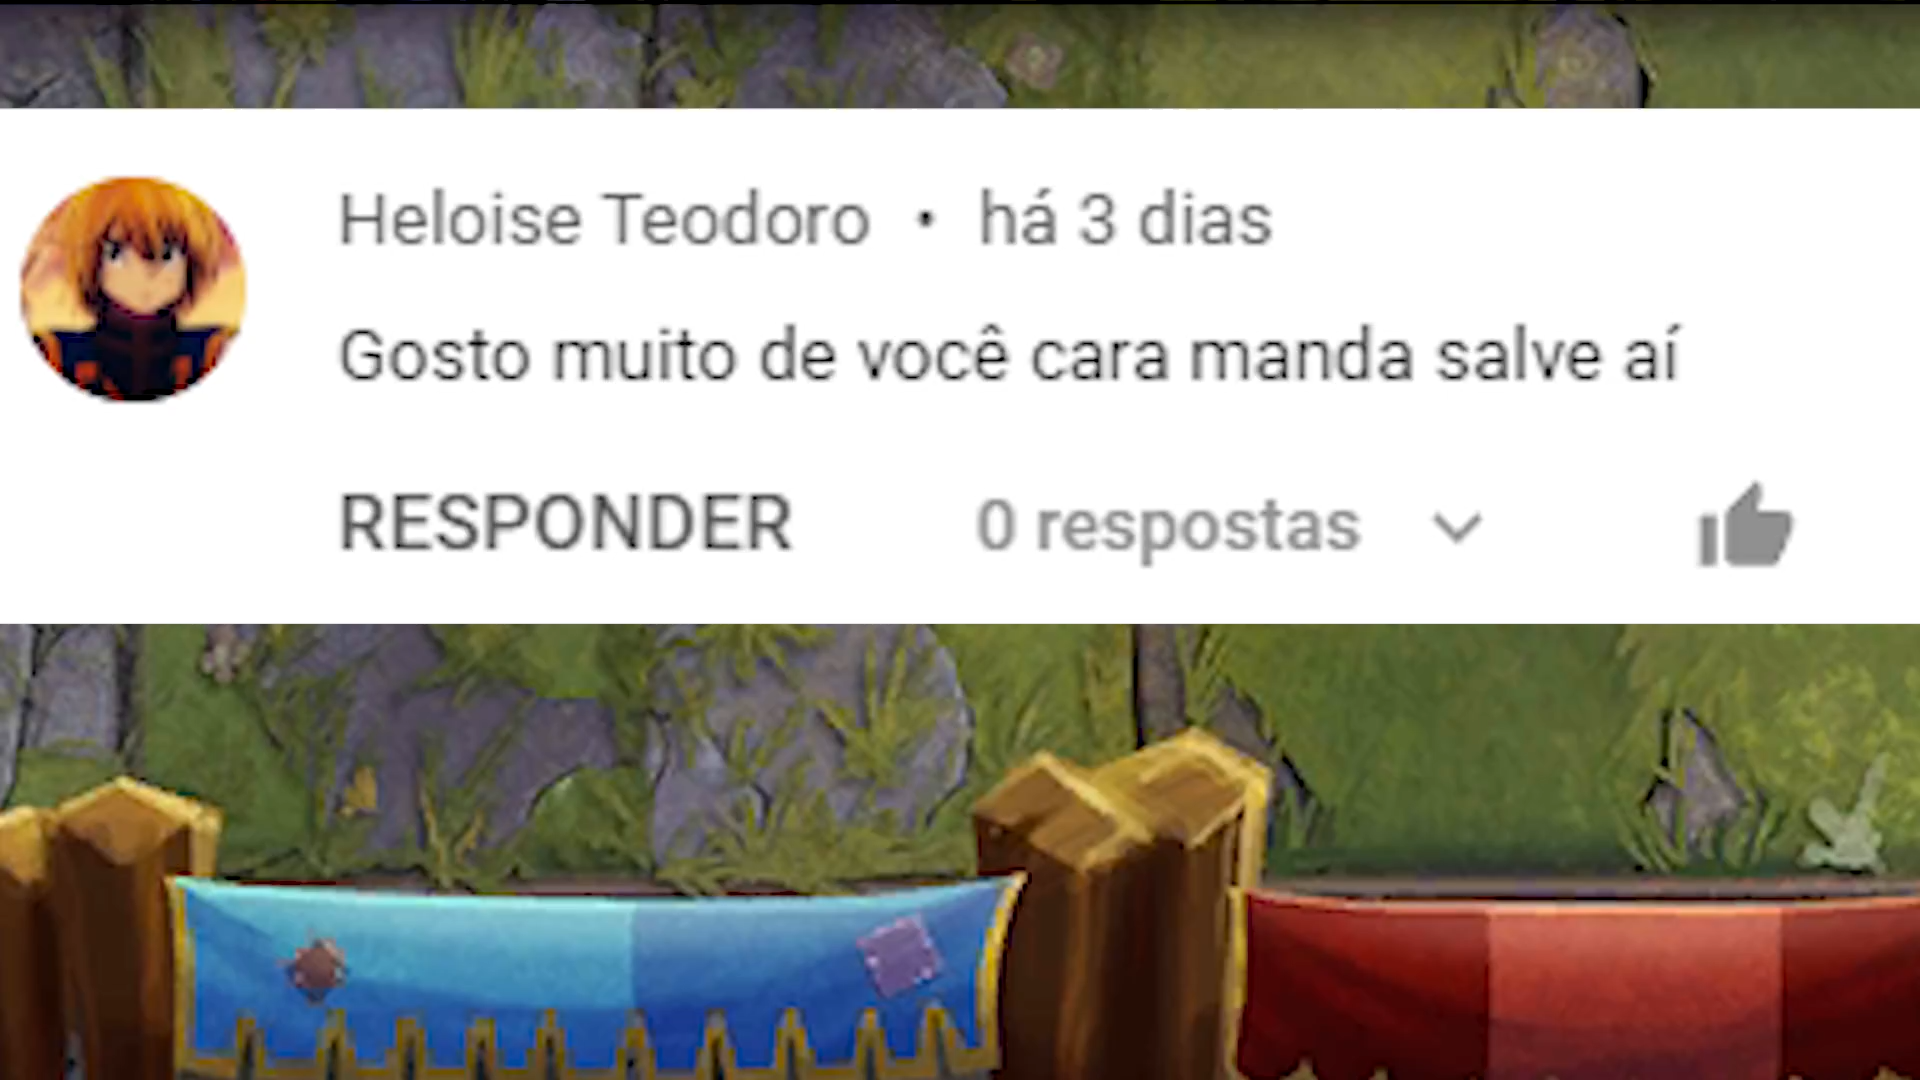 Heloise Teodoro • há 3 dias
Gosto muito de você cara manda salve aí
RESPONDER 0 respostas